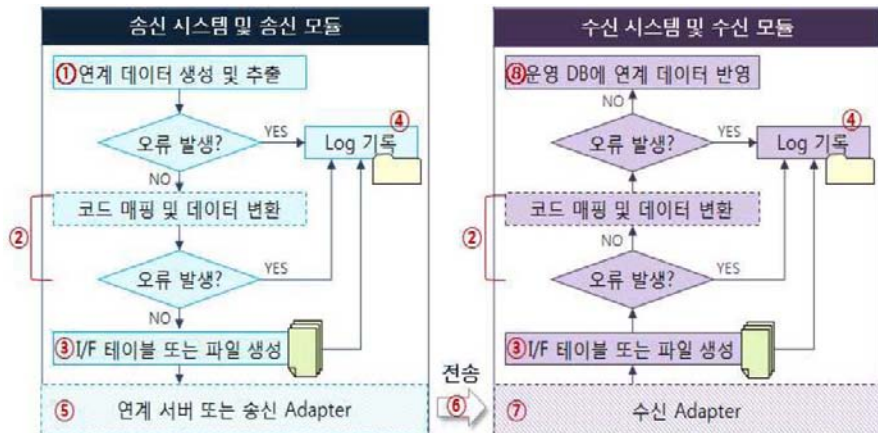 송신 시스템 및 송신 모듈
① 연계 데이터 생성 및 추출
오류 발생?
YES
④
Log 기록
NO
②
코드 매핑 및 데이터 변환
오류 발생?
YES
NO
③ I/F 테이블 또는 파일 생성
⑤ 연계 서버 또는 송신 Adapter
전송
⑥
수신 시스템 및 수신 모듈
⑧ 운영 DB에 연계 데이터 반영
NO
오류 발생?
YES
④
Log 기록
②
코드 매핑 및 데이터 변환
NO
오류 발생?
YES
③ I/F 테이블 또는 파일 생성
⑦ 수신 Adapter